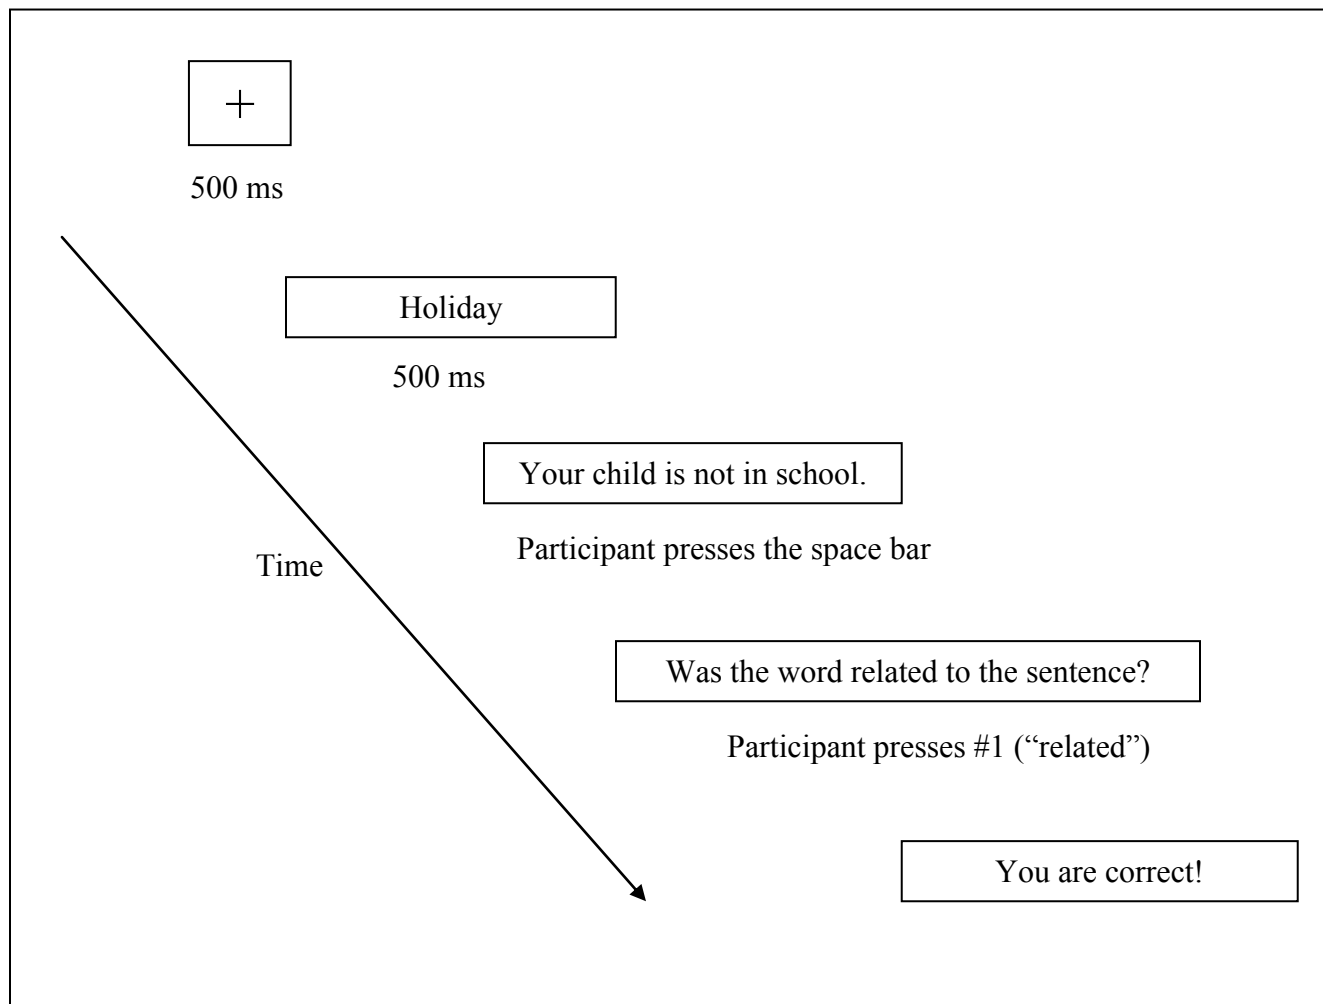 +
500 ms
Holiday
500 ms
Your child is not in school.
Participant presses the space bar
Time
Was the word related to the sentence?
Participant presses #1 (“related”)
You are correct!